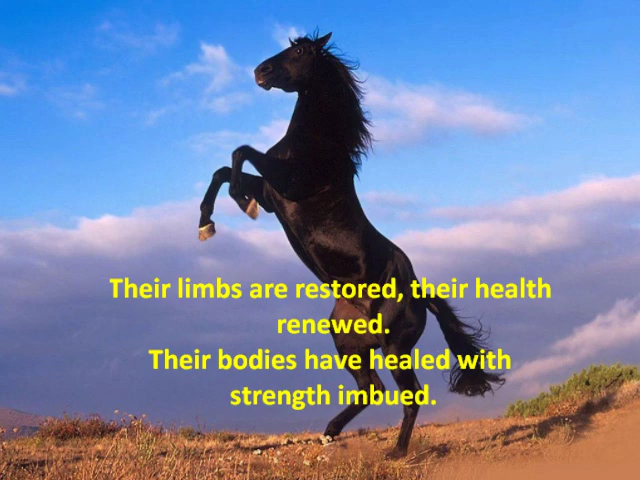 Their limbs are restored, their health
renewed.
Their bodies have healed with
strength imbued.